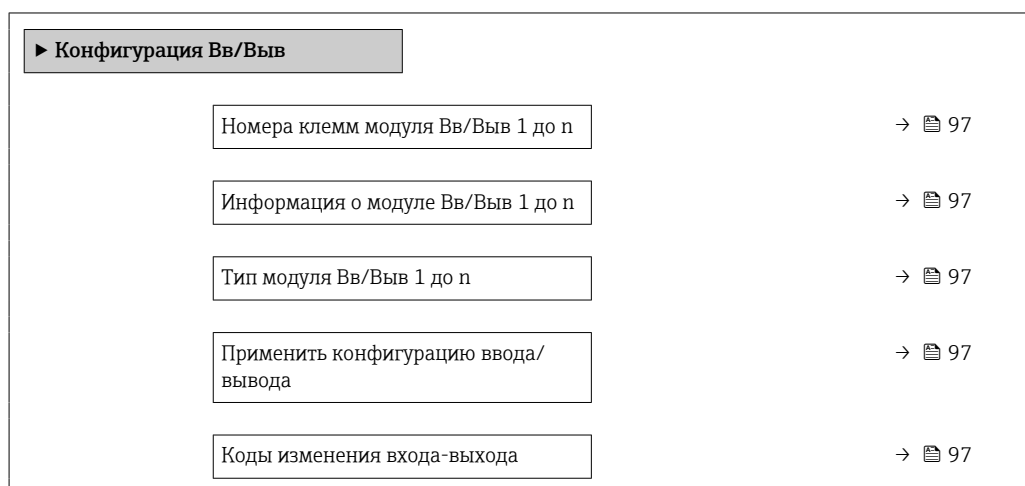 ► Конфигурация Вв/Выв
Номера клемм модуля Вв/Выв 1 до n → 97
Информация о модуле Вв/Выв 1 до n → 97
Тип модуля Вв/Выв 1 до n → 97
Применить конфигурацию ввода/ → 97
вывода
Коды изменения входа-выхода → 97